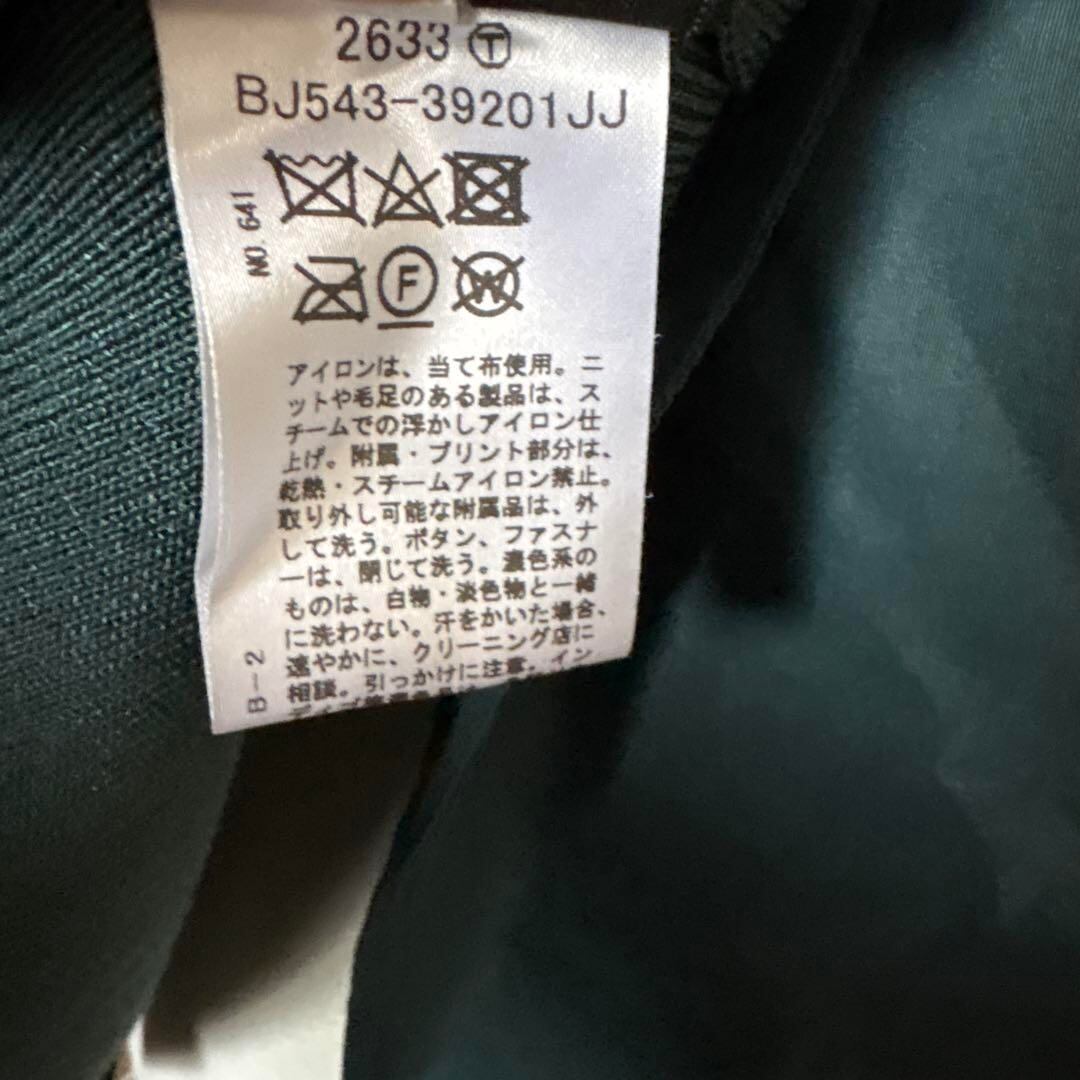 2633 Ⓣ
BJ543-39201JJ
NO. 641
F
W
アイロンは、当て布使用。ニ
ットや毛足のある製品は、ス
チームでの浮かしアイロン仕
上げ。附属・プリント部分は、
乾熱・スチームアイロン禁止。
取り外し可能な附属品は、外
して洗う。ボタン、ファスナ
ーは、閉じて洗う。濃色系の
ものは、白物・淡色物と一緒
に洗わない。汗をかいた場合、
速やかに、クリーニング店に
相談。引っかけに注意。イン
B-2